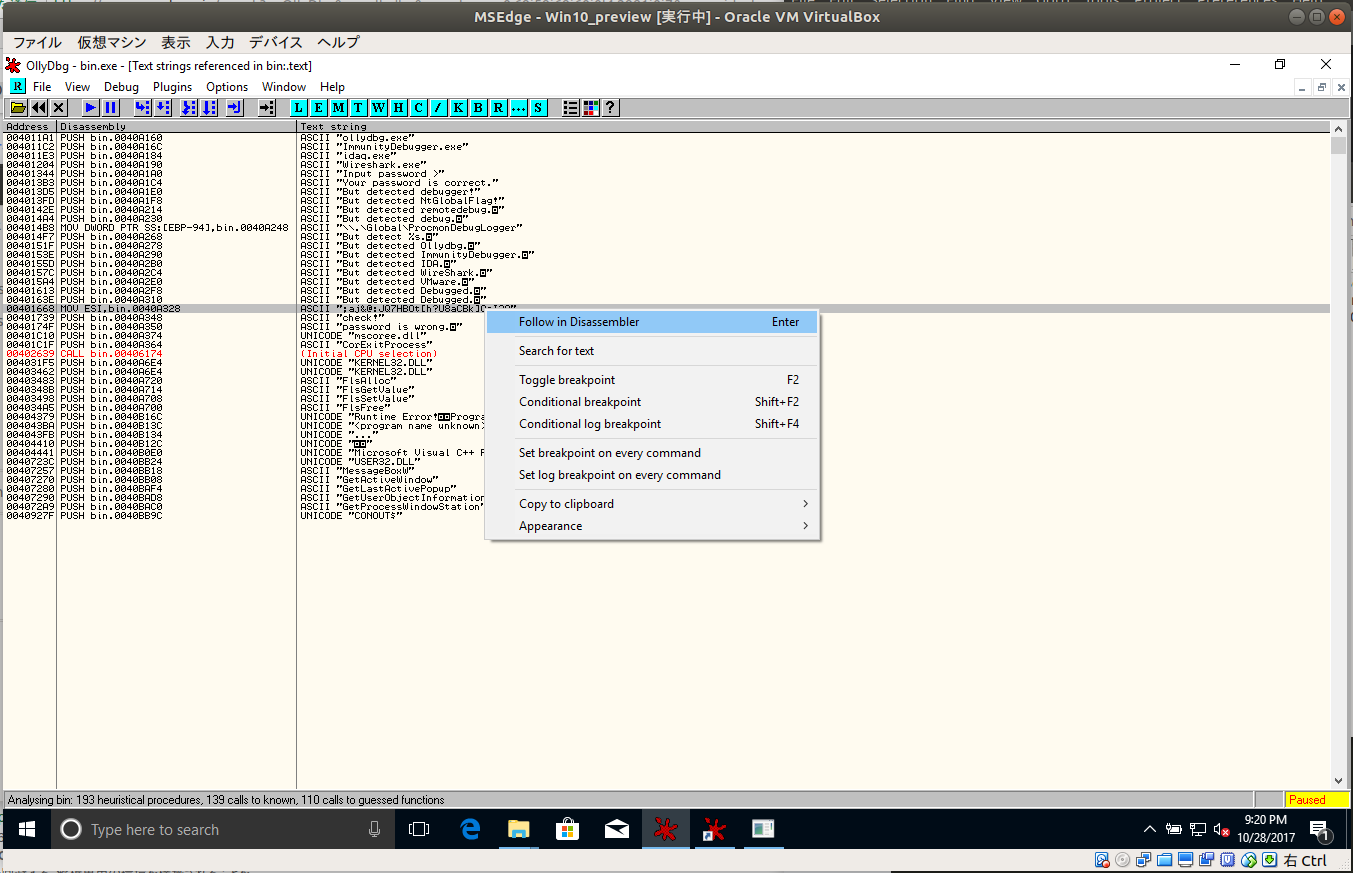 MSEdge - Win10_preview [実行中] - Oracle VM VirtualBox
ファイル 仮想マシン 表示 入力 デバイス ヘルプ
OllyDbg - bin.exe - [Text strings referenced in bin:.text]
R File View Debug Plugins Options Window Help
L E M T W H C / K B R ... S ?
Address Disassembly Text string
004011A1 PUSH bin.0040A160 ASCII "ollydbg.exe"
004011C2 PUSH bin.0040A16C ASCII "ImmunityDebugger.exe"
004011E3 PUSH bin.0040A184 ASCII "idaq.exe"
00401204 PUSH bin.0040A190 ASCII "Wireshark.exe"
00401344 PUSH bin.0040A1A0 ASCII "Input password >"
004013B3 PUSH bin.0040A1C4 ASCII "Your password is correct."
004013D5 PUSH bin.0040A1E0 ASCII "But detected debugger!"
004013FD PUSH bin.0040A1F8 ASCII "But detected NtGlobalFlag!"
0040142E PUSH bin.0040A214 ASCII "But detected remotedebug.◙"
004014A4 PUSH bin.0040A230 ASCII "But detected debug.◙"
004014B8 MOV DWORD PTR SS:[EBP-94],bin.0040A248 ASCII "\\.\Global\ProcmonDebugLogger"
004014F7 PUSH bin.0040A268 ASCII "But detect %s.◙"
0040151F PUSH bin.0040A278 ASCII "But detected Ollydbg.◙"
0040153E PUSH bin.0040A290 ASCII "But detected ImmunityDebugger.◙"
0040155D PUSH bin.0040A2B0 ASCII "But detected IDA.◙"
0040157C PUSH bin.0040A2C4 ASCII "But detected WireShark.◙"
004015A4 PUSH bin.0040A2E0 ASCII "But detected VMware.◙"
00401613 PUSH bin.0040A2F8 ASCII "But detected Debugged.◙"
0040163E PUSH bin.0040A310 ASCII "But detected Debugged.◙"
00401668 MOV ESI,bin.0040A328 ASCII ";aj&@:JQ7HBOt[h?U8aCBk]
00401739 PUSH bin.0040A348 ASCII "check!"
0040174F PUSH bin.0040A350 ASCII "password is wrong.◙"
00401C10 PUSH bin.0040A374 UNICODE "mscoree.dll"
00401C1F PUSH bin.0040A364 ASCII "CorExitProcess"
00402639 CALL bin.00406174 (Initial CPU selection)
004031F5 PUSH bin.0040A6E4 UNICODE "KERNEL32.DLL"
00403462 PUSH bin.0040A6E4 UNICODE "KERNEL32.DLL"
00403483 PUSH bin.0040A720 ASCII "FlsAlloc"
0040348B PUSH bin.0040A714 ASCII "FlsGetValue"
00403498 PUSH bin.0040A708 ASCII "FlsSetValue"
004034A5 PUSH bin.0040A700 ASCII "FlsFree"
00404379 PUSH bin.0040B16C UNICODE "Runtime Error!◙◙Progra
004043BA PUSH bin.0040B13C UNICODE "<program name unknown>
004043FB PUSH bin.0040B134 UNICODE "..."
00404410 PUSH bin.0040B12C UNICODE "◙◙"
00404441 PUSH bin.0040B0E0 UNICODE "Microsoft Visual C++
0040723C PUSH bin.0040BB24 UNICODE "USER32.DLL"
00407257 PUSH bin.0040BB18 ASCII "MessageBoxW"
00407270 PUSH bin.0040BB08 ASCII "GetActiveWindow"
00407280 PUSH bin.0040BAF4 ASCII "GetLastActivePopup"
00407290 PUSH bin.0040BAD8 ASCII "GetUserObjectInformation
004072A9 PUSH bin.0040BAC0 ASCII "GetProcessWindowStation"
0040927F PUSH bin.0040BB9C UNICODE "CONOUT$"
Follow in Disassembler Enter
Search for text
Toggle breakpoint F2
Conditional breakpoint Shift+F2
Conditional log breakpoint Shift+F4
Set breakpoint on every command
Set log breakpoint on every command
Copy to clipboard
Appearance
Analysing bin: 193 heuristical procedures, 139 calls to known, 110 calls to guessed functions
Paused
Type here to search
9:20 PM
10/28/2017
1
右 Ctrl